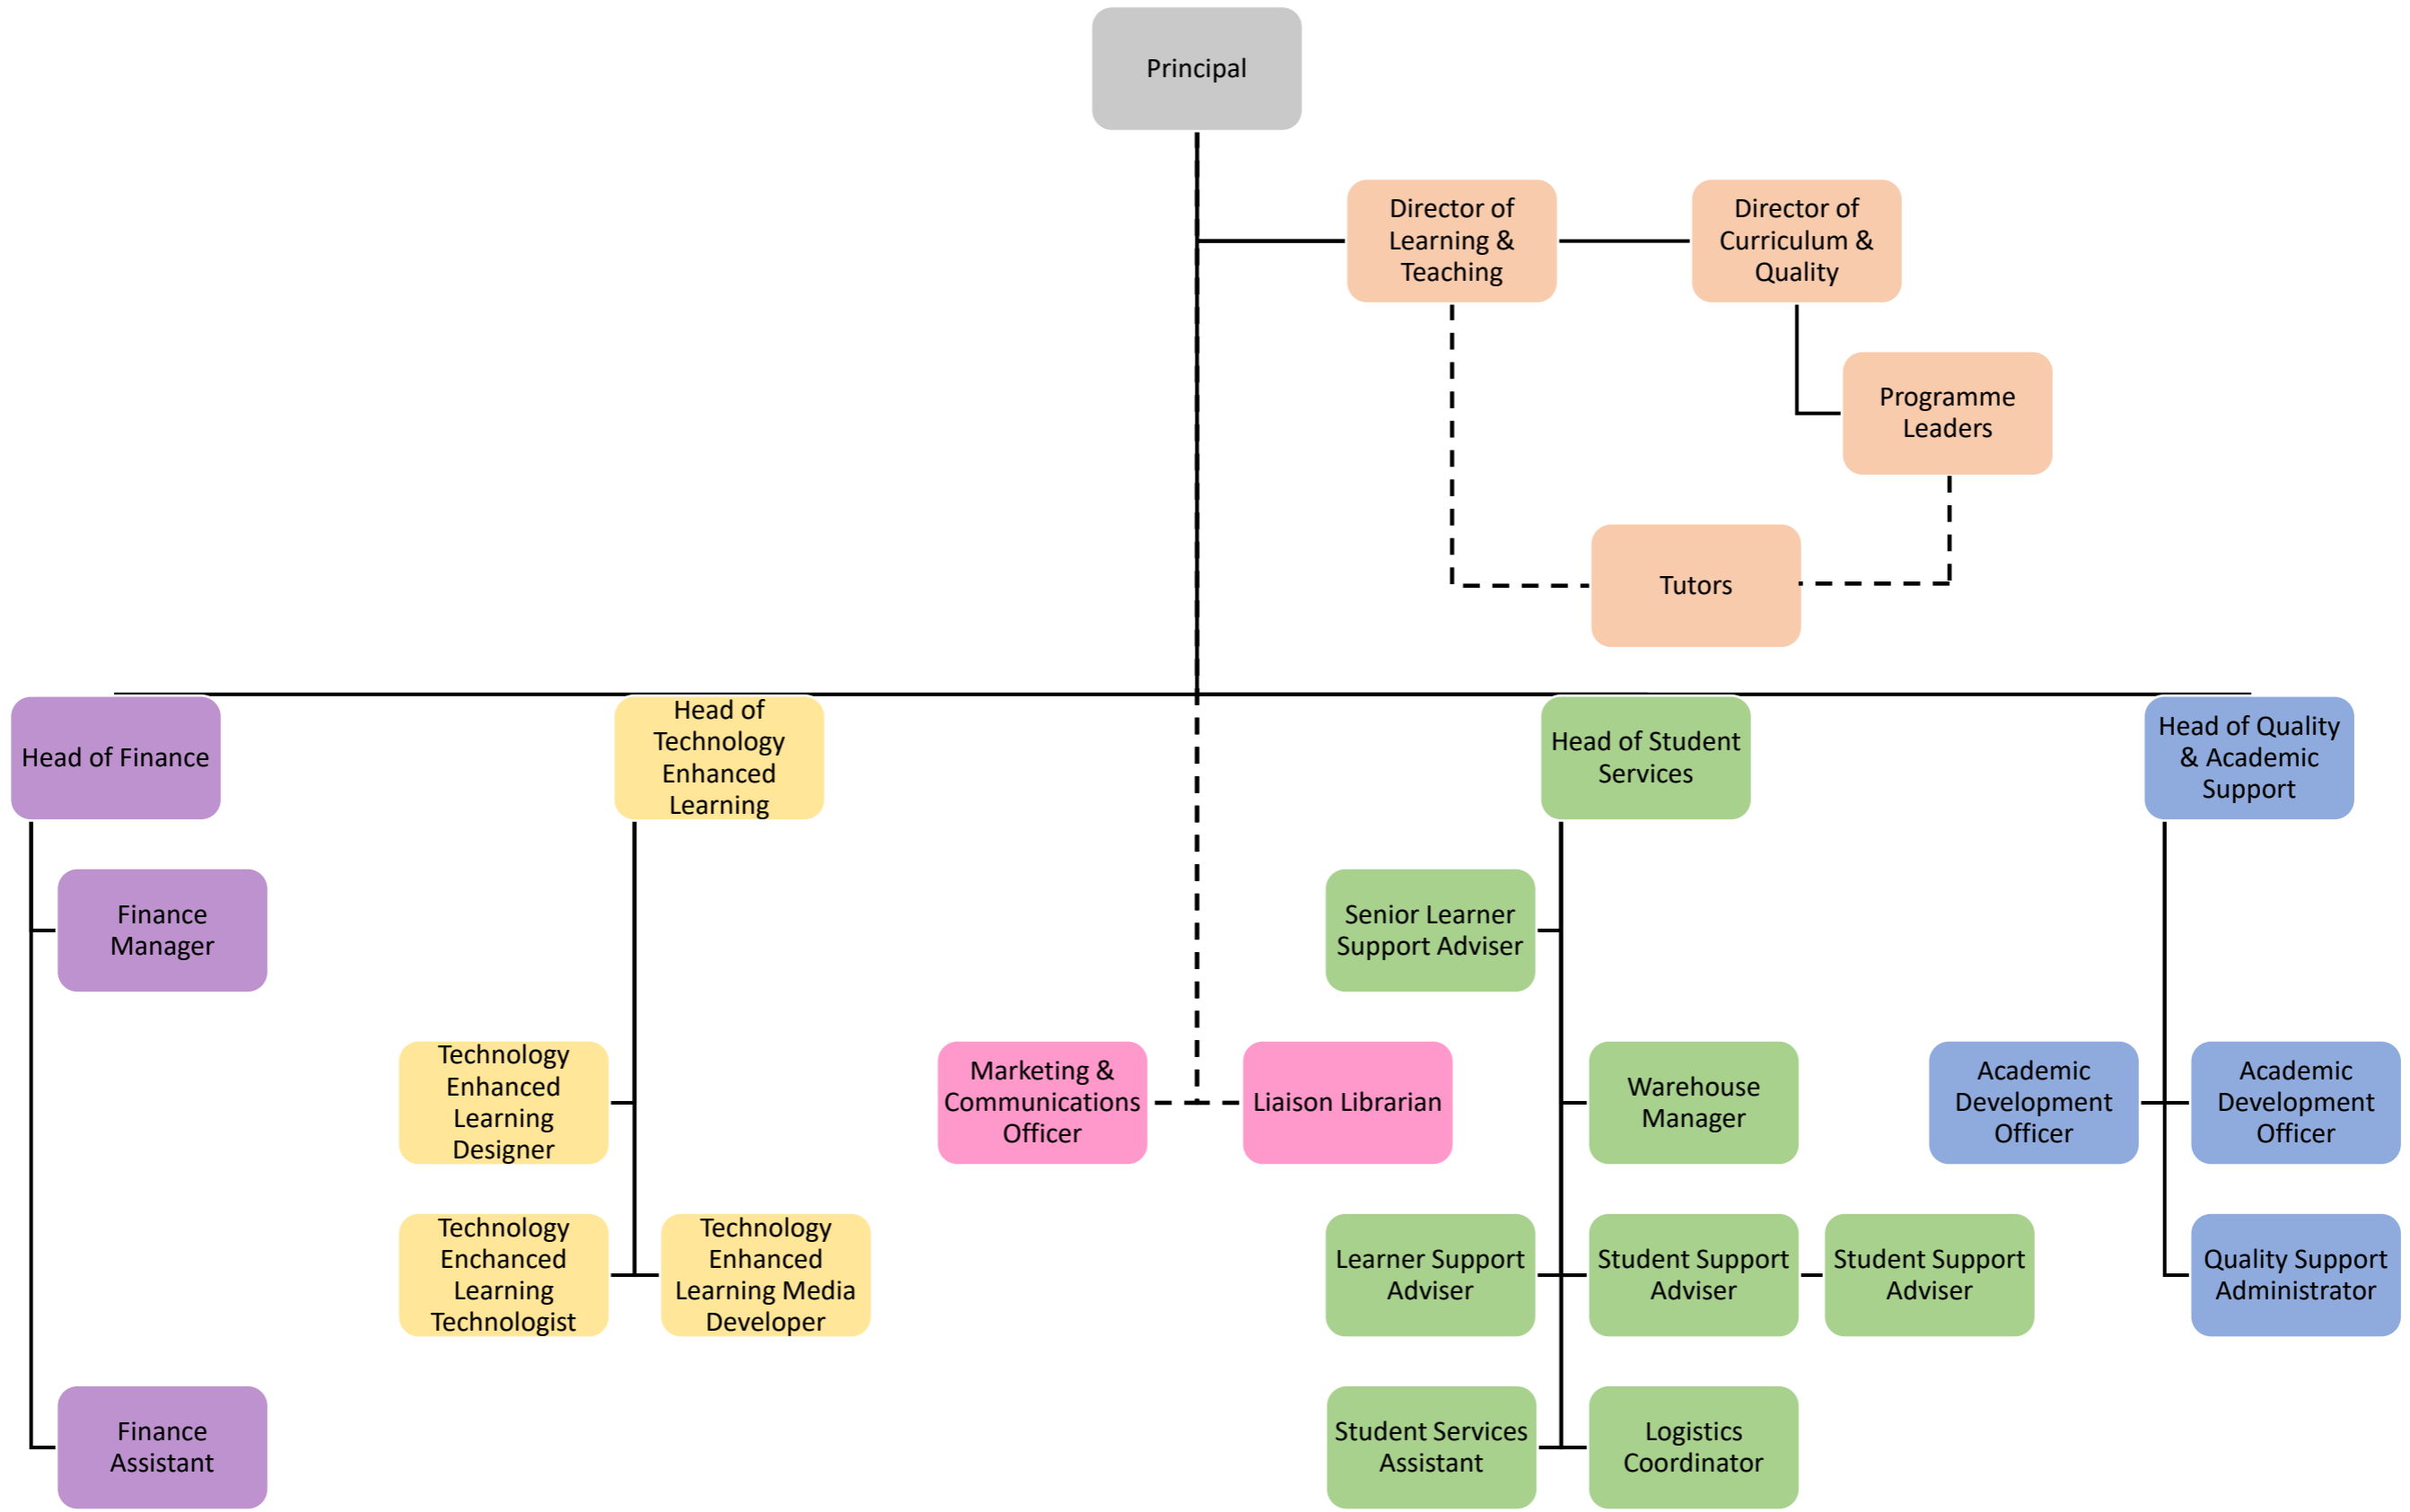 Principal
Director of
Learning &
Teaching
Director of
Curriculum &
Quality
Programme
Leaders
Tutors
Head of Finance
Head of
Technology
Enhanced
Learning
Head of Student
Services
Head of Quality
& Academic
Support
Finance
Manager
Senior Learner
Support Adviser
Technology
Enhanced
Learning
Designer
Marketing &
Communications
Officer
Liaison Librarian
Warehouse
Manager
Academic
Development
Officer
Academic
Development
Officer
Technology
Enchanced
Learning
Technologist
Technology
Enhanced
Learning Media
Developer
Learner Support
Adviser
Student Support
Adviser
Student Support
Adviser
Quality Support
Administrator
Finance
Assistant
Student Services
Assistant
Logistics
Coordinator